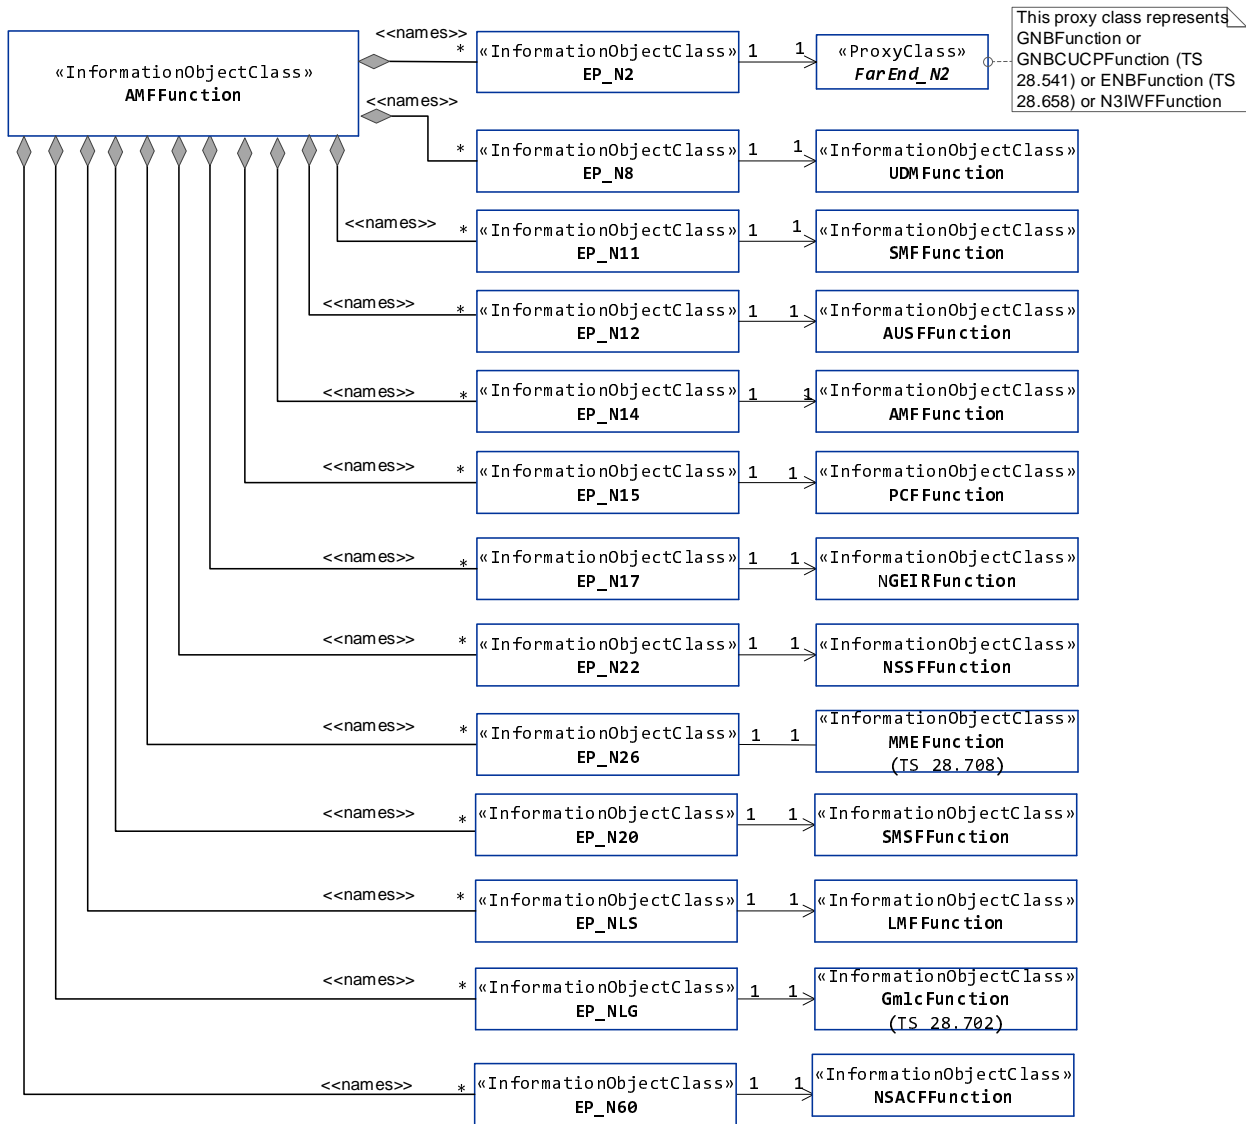 «InformationObjectClass»
AMFFunction
<<names>>
*
«InformationObjectClass»
EP_N2
1
1
«ProxyClass»
FarEnd_N2
This proxy class represents
GNBFunction or
GNBCUCPFunction (TS
28.541) or ENBFunction (TS
28.658) or N3IWFFunction
<<names>>
*
«InformationObjectClass»
EP_N8
1
1
«InformationObjectClass»
UDMFunction
<<names>>
*
«InformationObjectClass»
EP_N11
1
1
«InformationObjectClass»
SMFFunction
<<names>>
*
«InformationObjectClass»
EP_N12
1
1
«InformationObjectClass»
AUSFFunction
<<names>>
*
«InformationObjectClass»
EP_N14
1
1
«InformationObjectClass»
AMFFunction
<<names>>
*
«InformationObjectClass»
EP_N15
1
1
«InformationObjectClass»
PCFFunction
<<names>>
*
«InformationObjectClass»
EP_N17
1
1
«InformationObjectClass»
NGEIRFunction
<<names>>
*
«InformationObjectClass»
EP_N22
1
1
«InformationObjectClass»
NSSFFunction
<<names>>
*
«InformationObjectClass»
EP_N26
1
1
«InformationObjectClass»
MMEFunction
(TS 28.708)
<<names>>
*
«InformationObjectClass»
EP_N20
1
1
«InformationObjectClass»
SMSFFunction
<<names>>
*
«InformationObjectClass»
EP_NLS
1
1
«InformationObjectClass»
LMFFunction
<<names>>
*
«InformationObjectClass»
EP_NLG
1
1
«InformationObjectClass»
GmlcFunction
(TS 28.702)
<<names>>
*
«InformationObjectClass»
EP_N60
1
1
«InformationObjectClass»
NSACFFunction